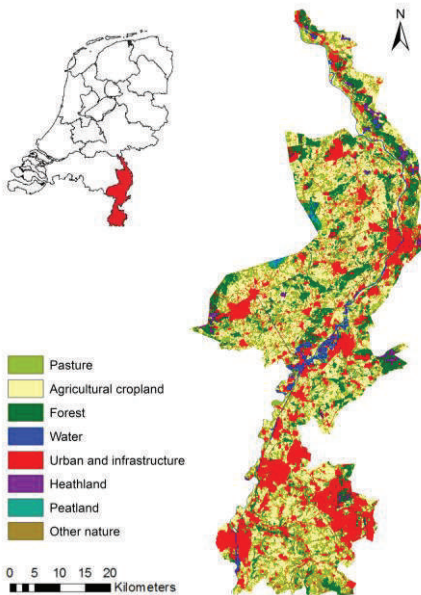 N
Pasture
Agricultural cropland
Forest
Water
Urban and infrastructure
Heathland
Peatland
Other nature
0 5 10 15 20
Kilometers